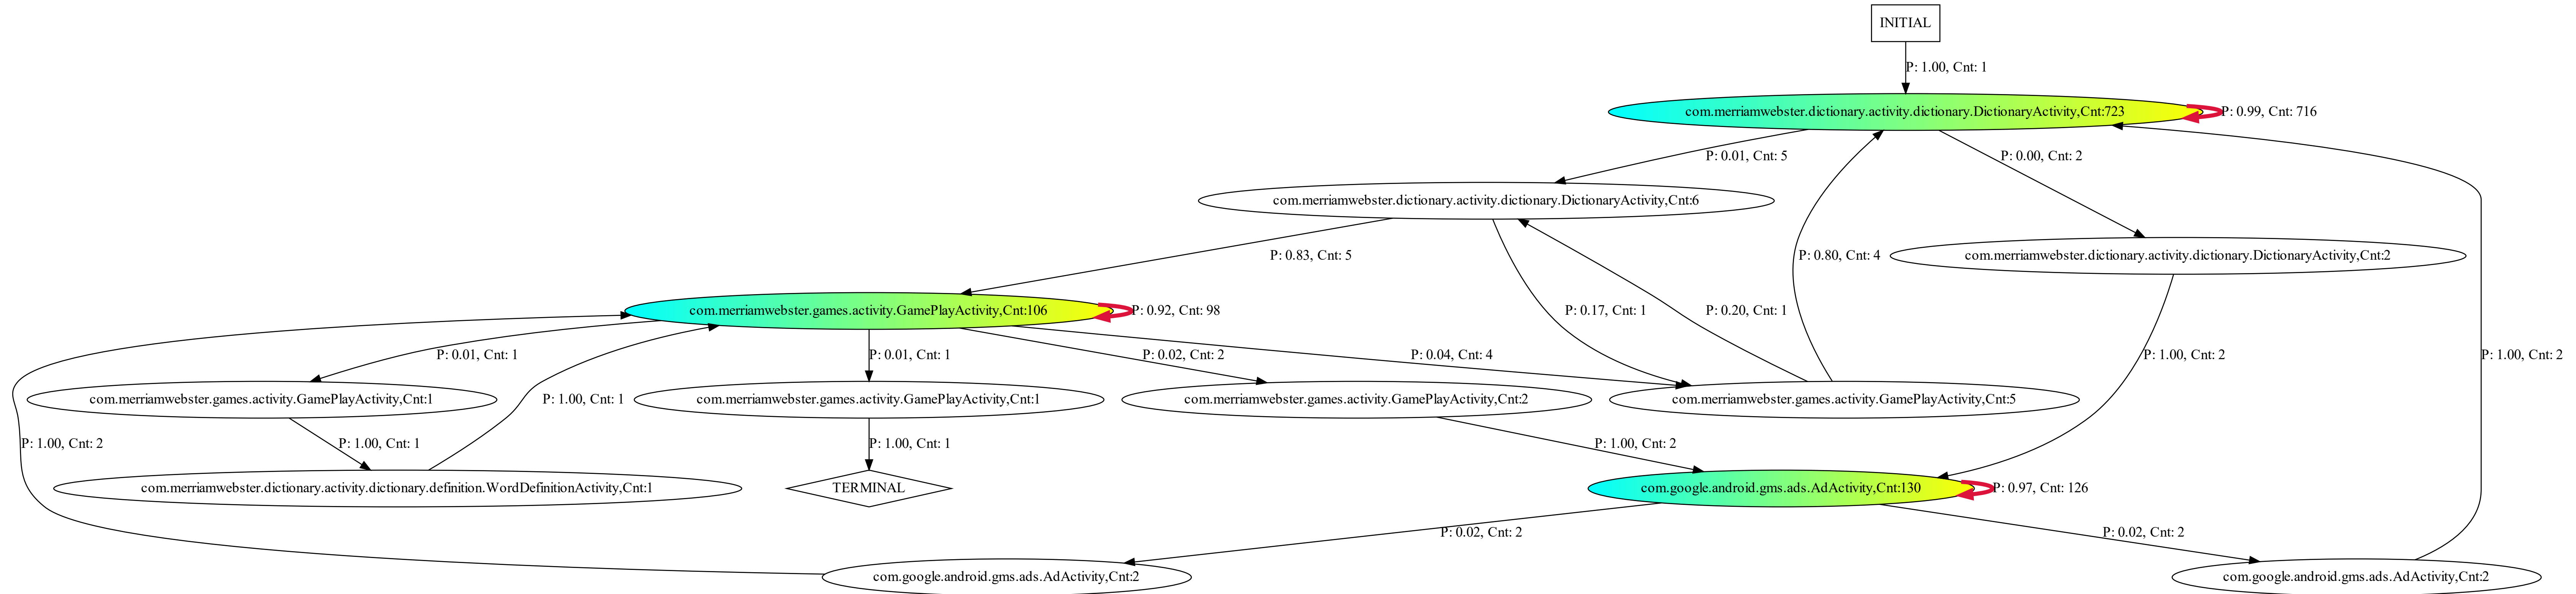 INITIAL
P: 1.00, Cnt: 1
com.merriamwebster.dictionary.activity.dictionary.DictionaryActivity,Cnt:723
P: 0.99, Cnt: 716
P: 0.01, Cnt: 5
P: 0.00, Cnt: 2
com.merriamwebster.dictionary.activity.dictionary.DictionaryActivity,Cnt:6
P: 0.83, Cnt: 5
P: 0.80, Cnt: 4
com.merriamwebster.dictionary.activity.dictionary.DictionaryActivity,Cnt:2
com.merriamwebster.games.activity.GamePlayActivity,Cnt:106
P: 0.92, Cnt: 98
P: 0.17, Cnt: 1
P: 0.20, Cnt: 1
P: 0.01, Cnt: 1
P: 0.01, Cnt: 1
P: 0.02, Cnt: 2
P: 0.04, Cnt: 4
P: 1.00, Cnt: 2
P: 1.00, Cnt: 2
com.merriamwebster.games.activity.GamePlayActivity,Cnt:1
P: 1.00, Cnt: 1
com.merriamwebster.games.activity.GamePlayActivity,Cnt:1
com.merriamwebster.games.activity.GamePlayActivity,Cnt:2
com.merriamwebster.games.activity.GamePlayActivity,Cnt:5
P: 1.00, Cnt: 2
P: 1.00, Cnt: 1
P: 1.00, Cnt: 1
P: 1.00, Cnt: 2
com.merriamwebster.dictionary.activity.dictionary.definition.WordDefinitionActivity,Cnt:1
TERMINAL
com.google.android.gms.ads.AdActivity,Cnt:130
P: 0.97, Cnt: 126
P: 0.02, Cnt: 2
P: 0.02, Cnt: 2
com.google.android.gms.ads.AdActivity,Cnt:2
com.google.android.gms.ads.AdActivity,Cnt:2